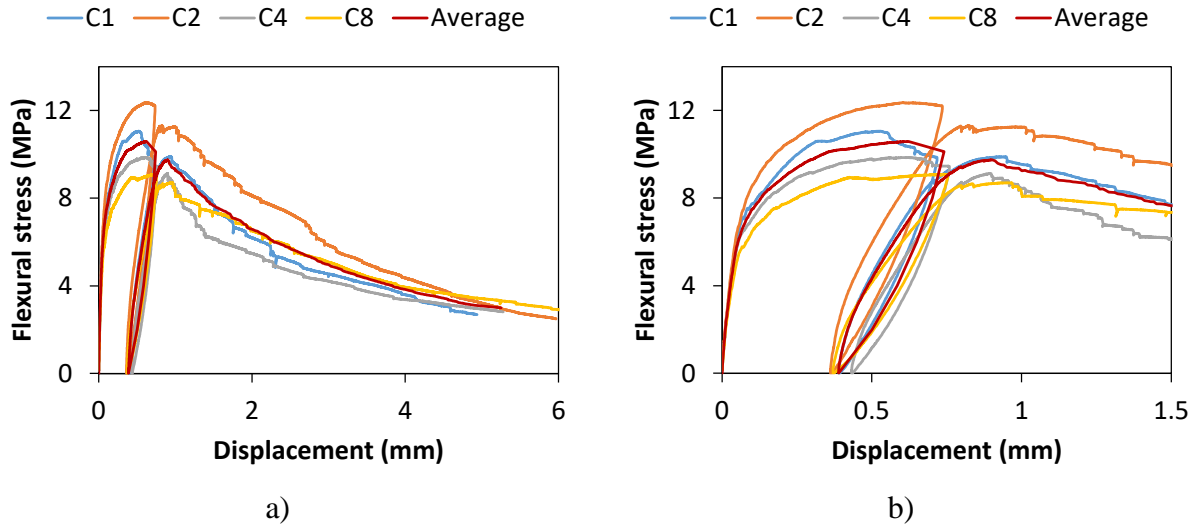 C1 C2 C4 C8 Average
Flexural stress (MPa)
12
8
4
0
0 2 4 6
Displacement (mm)
a)
C1 C2 C4 C8 Average
Flexural stress (MPa)
12
8
4
0
0 0.5 1 1.5
Displacement (mm)
b)